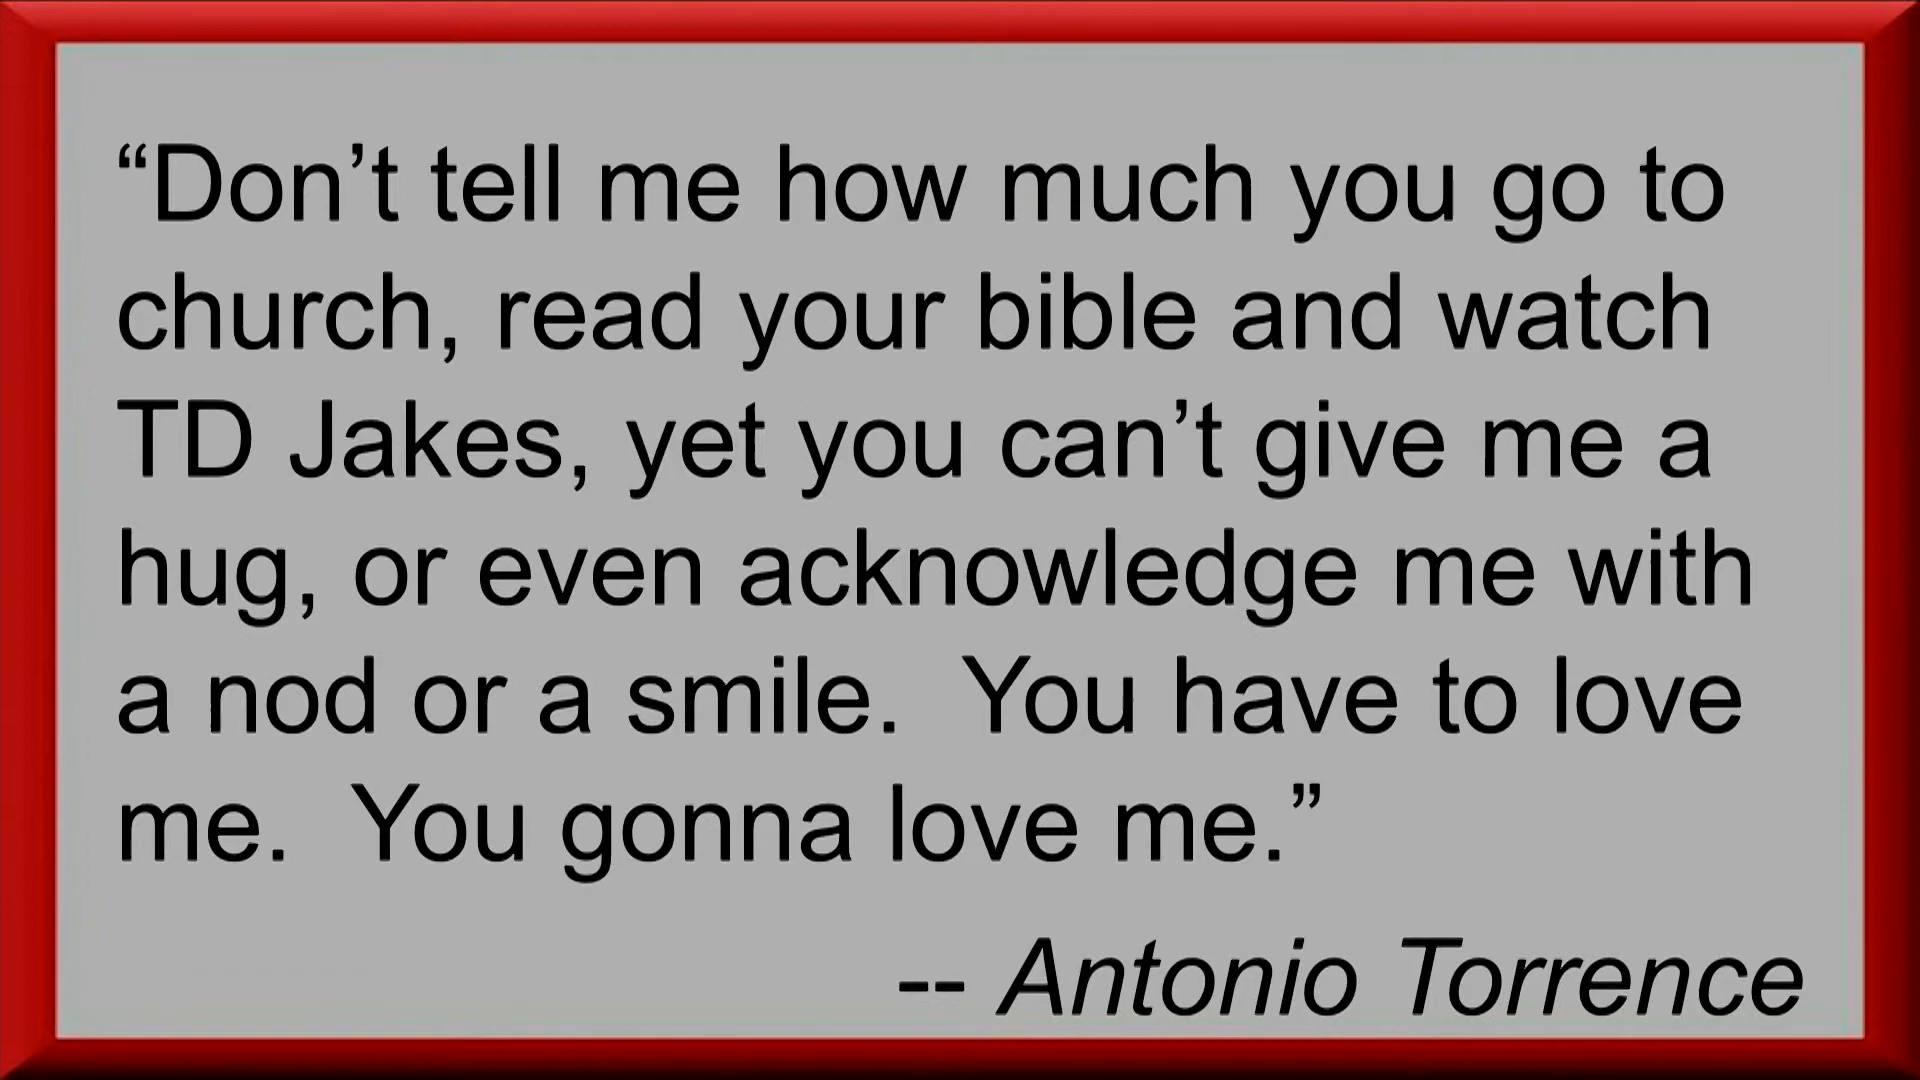 “Don’t tell me how much you go to
church, read your bible and watch
TD Jakes, yet you can’t give me a
hug, or even acknowledge me with
a nod or a smile.  You have to love
me.  You gonna love me.”
-- Antonio Torrence